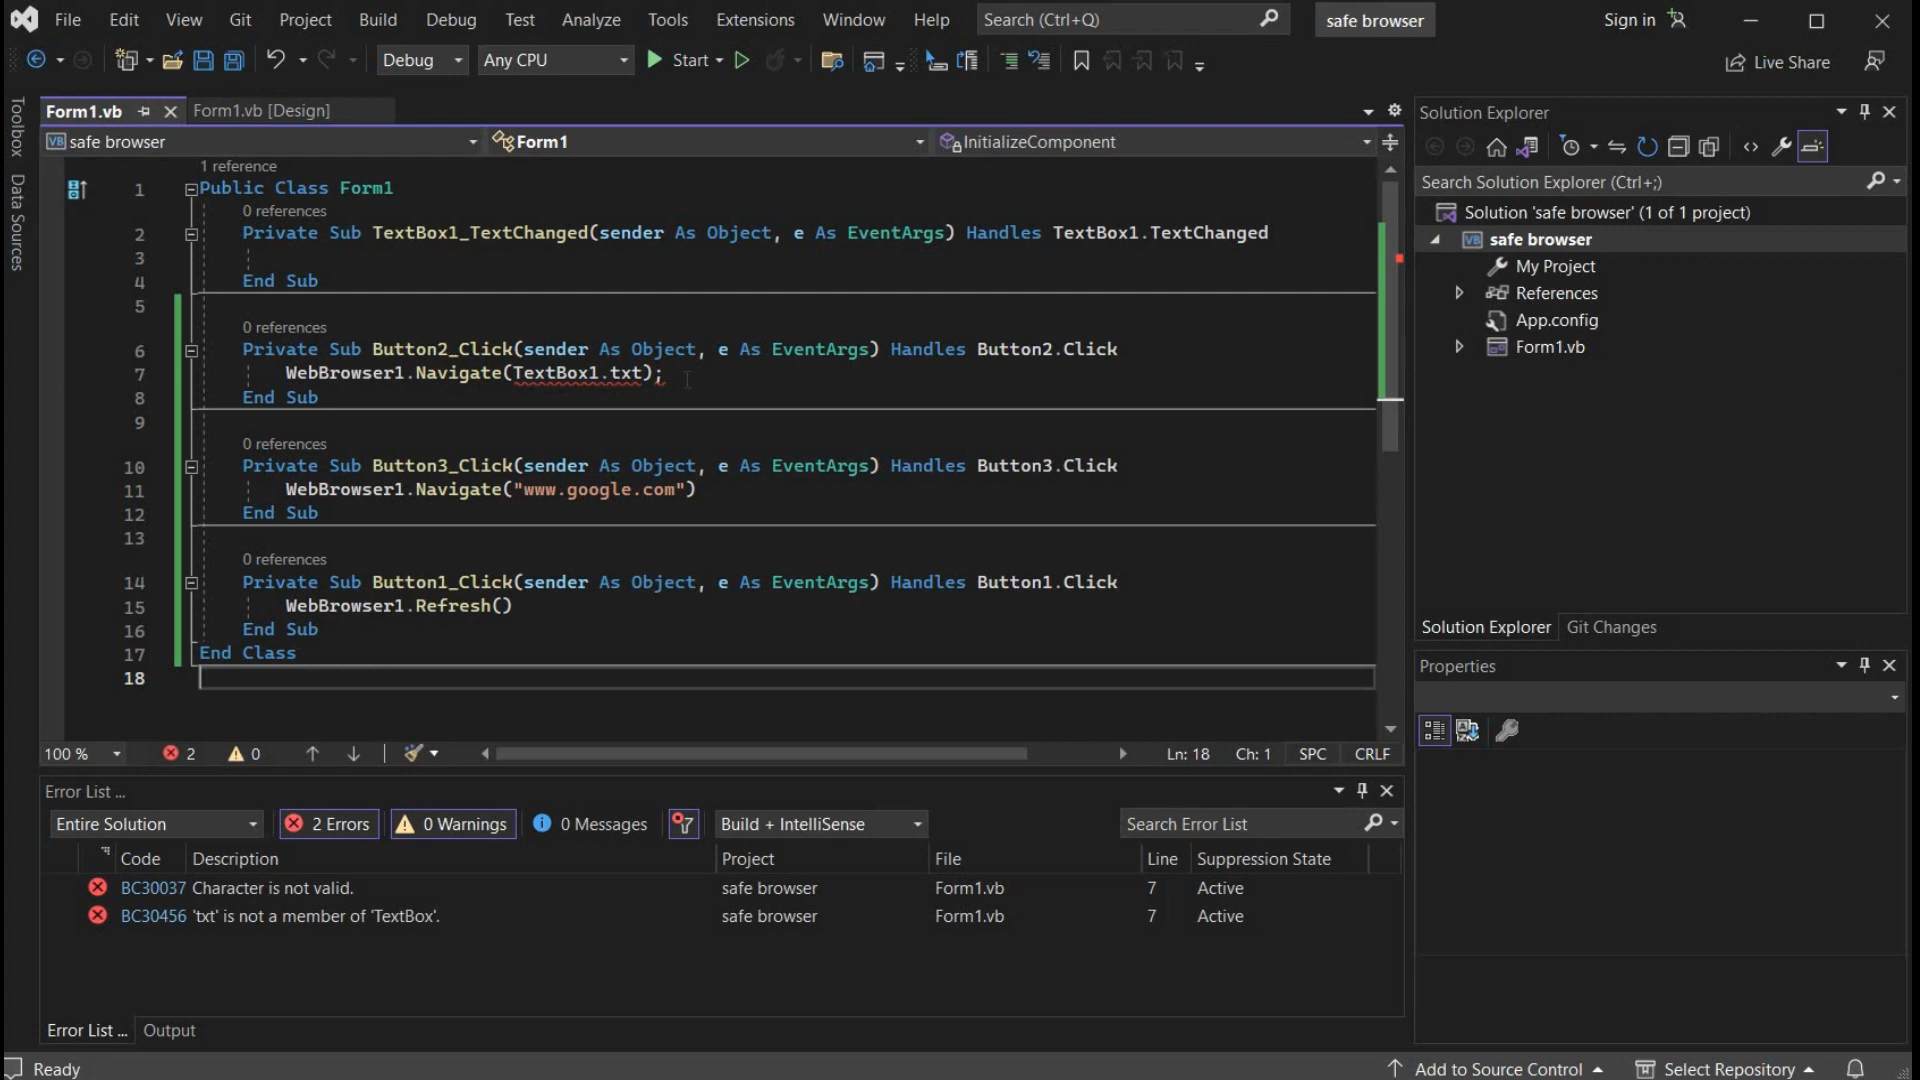 File Edit View Git Project Build Debug Test Analyze Tools Extensions Window Help Search (Ctrl+Q) safe browser Sign in
Debug Any CPU Start Live Share
Toolbox
Data Sources
Form1.vb Form1.vb [Design]
VB safe browser Form1 InitializeComponent
1 reference
1 Public Class Form1
0 references
2 Private Sub TextBox1_TextChanged(sender As Object, e As EventArgs) Handles TextBox1.TextChanged
3
4 End Sub
5
0 references
6 Private Sub Button2_Click(sender As Object, e As EventArgs) Handles Button2.Click
7 WebBrowser1.Navigate(TextBox1.txt);
8 End Sub
9
0 references
10 Private Sub Button3_Click(sender As Object, e As EventArgs) Handles Button3.Click
11 WebBrowser1.Navigate("www.google.com")
12 End Sub
13
0 references
14 Private Sub Button1_Click(sender As Object, e As EventArgs) Handles Button1.Click
15 WebBrowser1.Refresh()
16 End Sub
17 End Class
18
100 % 2 0 Ln: 18 Ch: 1 SPC CRLF
Error List ...
Entire Solution 2 Errors 0 Warnings 0 Messages Build + IntelliSense Search Error List
Code Description Project File Line Suppression State
BC30037 Character is not valid. safe browser Form1.vb 7 Active
BC30456 'txt' is not a member of 'TextBox'. safe browser Form1.vb 7 Active
Error List ... Output
Solution Explorer
Search Solution Explorer (Ctrl+;)
Solution 'safe browser' (1 of 1 project)
VB safe browser
My Project
References
App.config
Form1.vb
Solution Explorer Git Changes
Properties
Ready Add to Source Control Select Repository